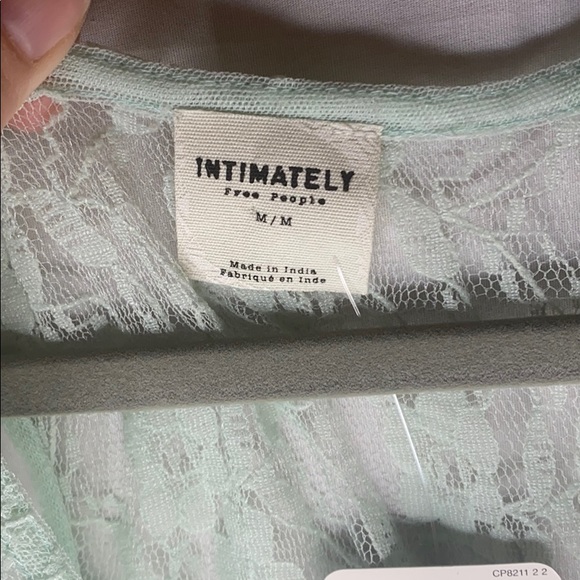 INTIMATELY
Free People
M/M
Made in India
Fabriqué en Inde
CP8211 2 2